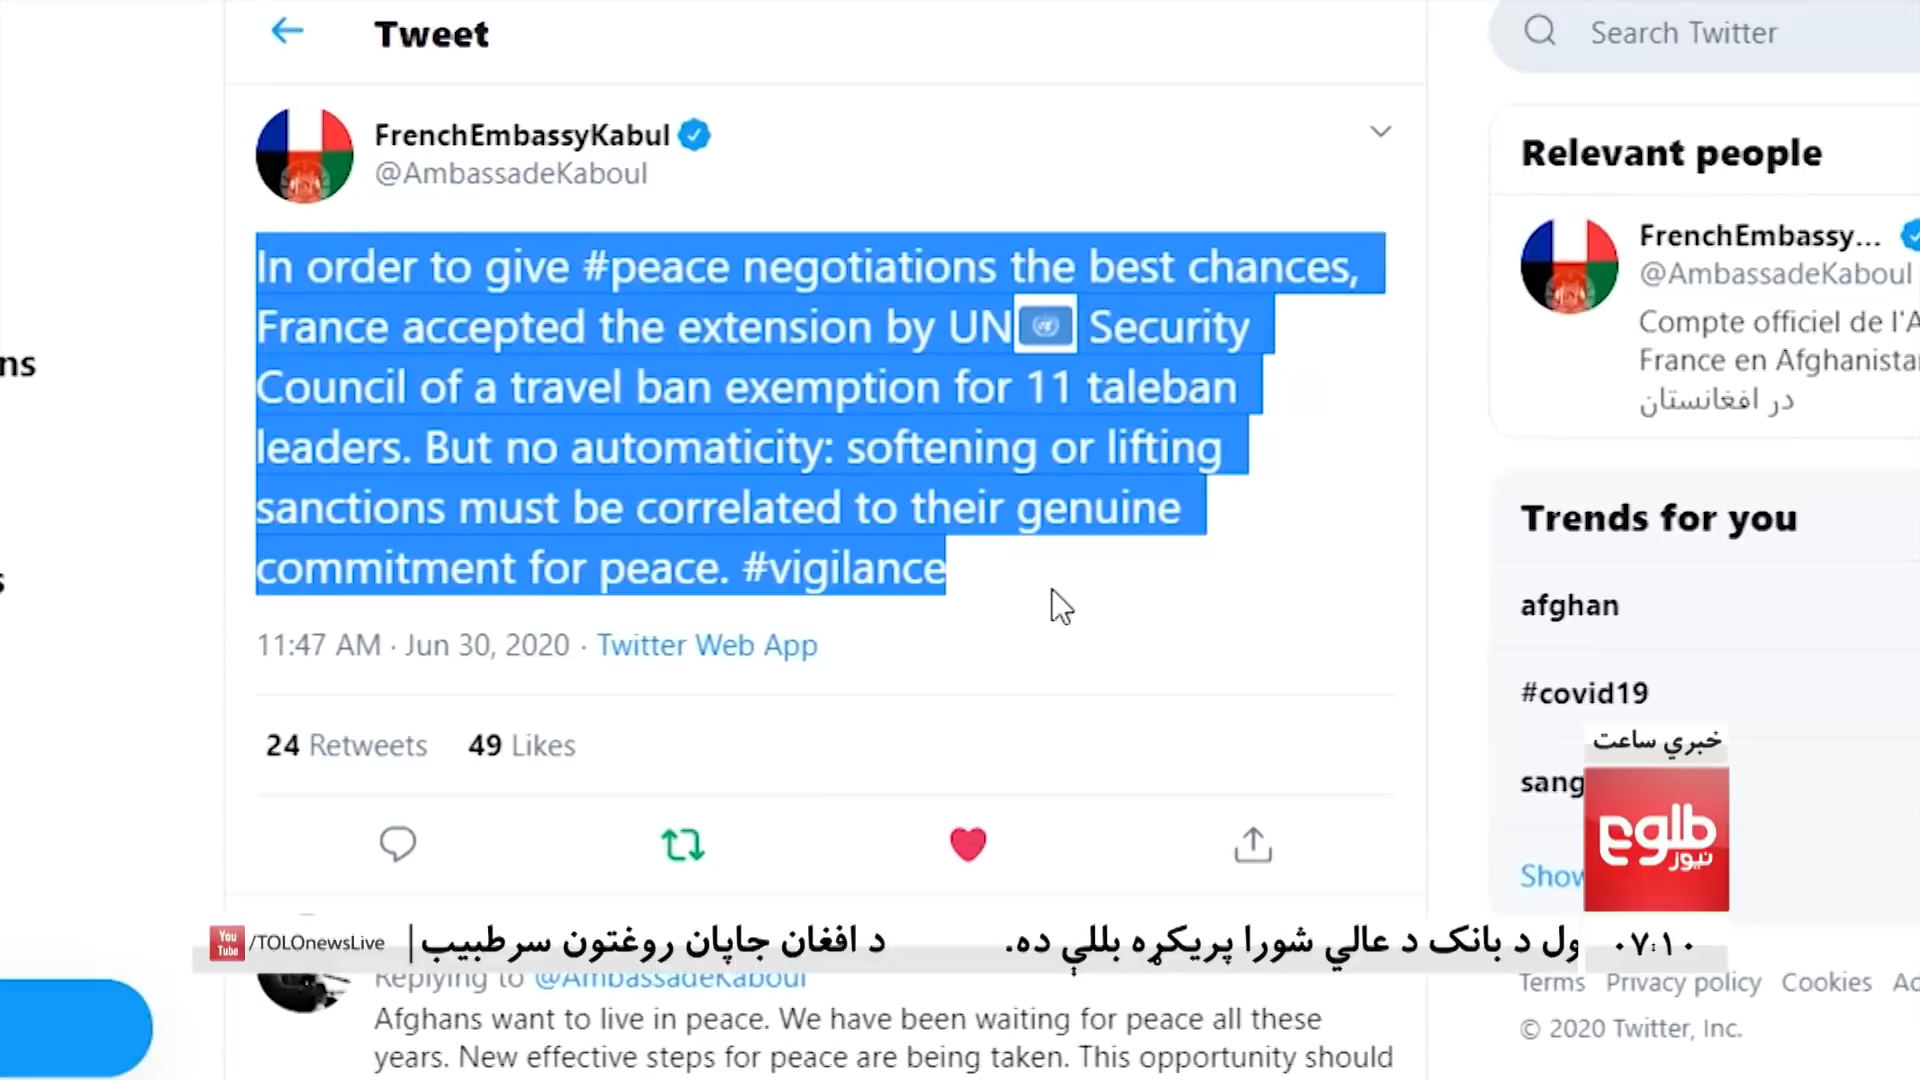 Tweet
Search Twitter
FrenchEmbassyKabul
@AmbassadeKaboul
In order to give #peace negotiations the best chances,
France accepted the extension by UN Security
Council of a travel ban exemption for 11 taleban
leaders. But no automaticity: softening or lifting
sanctions must be correlated to their genuine
commitment for peace. #vigilance
11:47 AM · Jun 30, 2020 · Twitter Web App
24 Retweets 49 Likes
Replying to @AmbassadeKaboul
Afghans want to live in peace. We have been waiting for peace all these
years. New effective steps for peace are being taken. This opportunity should
Relevant people
FrenchEmbassy...
@AmbassadeKaboul
Compte officiel de l'A
France en Afghanistan
در افغانستان
Trends for you
afghan
#covid19
sang
Show
خبري ساعت
طلوع
نیوز
۰۷:۱۰
ول د بانک د عالي شورا پریکړه بللې ده.
د افغان جاپان روغتون سرطبیب
You Tube /TOLOnewsLive
Terms Privacy policy Cookies
© 2020 Twitter, Inc.